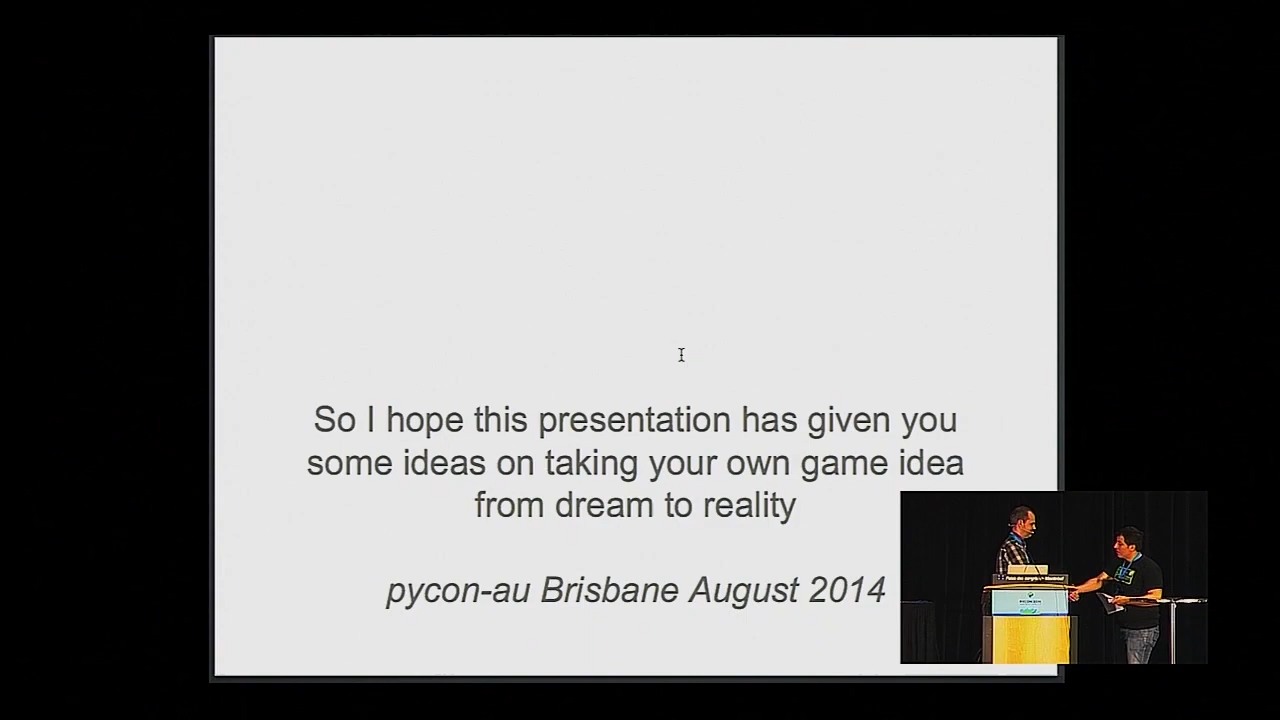 So I hope this presentation has given you
some ideas on taking your own game idea
from dream to reality
pycon-au Brisbane August 2014